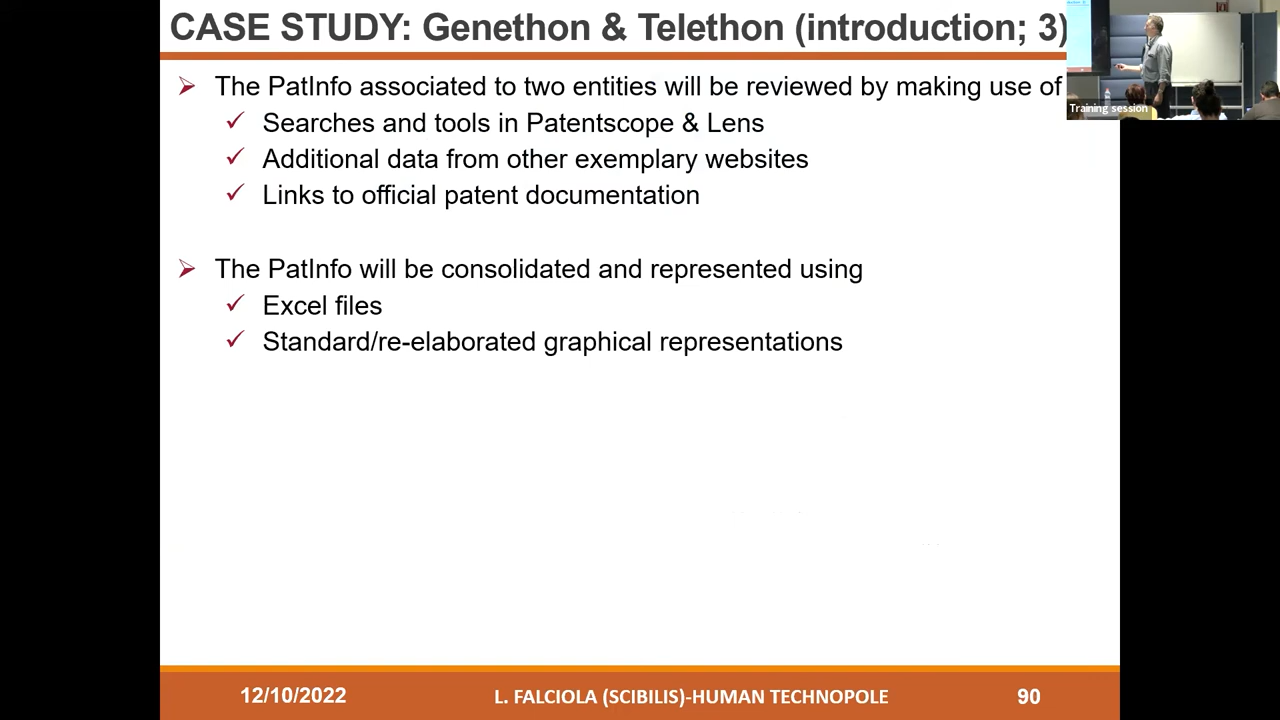 CASE STUDY: Genethon & Telethon (introduction; 3)
The PatInfo associated to two entities will be reviewed by making use of
Searches and tools in Patentscope & Lens
Additional data from other exemplary websites
Links to official patent documentation
The PatInfo will be consolidated and represented using
Excel files
Standard/re-elaborated graphical representations
Training session
12/10/2022
L. FALCIOLA (SCIBILIS)-HUMAN TECHNOPOLE
90